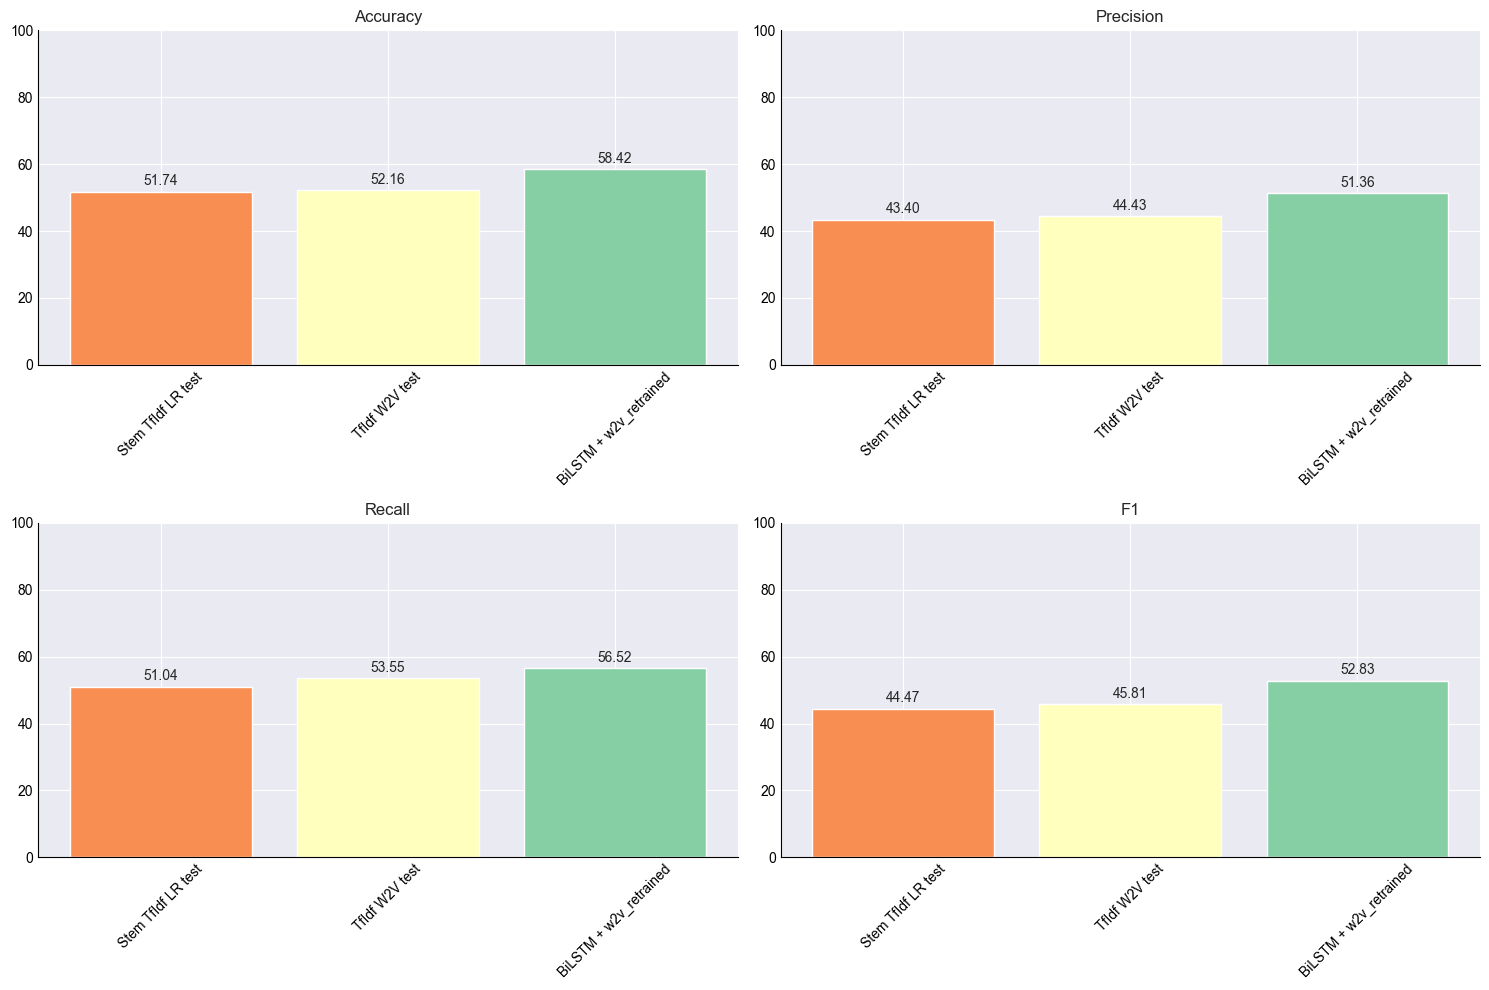 Accuracy
100
80
60
40
20
0
51.74
52.16
58.42
Stem TfIdf LR test
TfIdf W2V test
BiLSTM + w2v_retrained
Precision
100
80
60
40
20
0
43.40
44.43
51.36
Stem TfIdf LR test
TfIdf W2V test
BiLSTM + w2v_retrained
Recall
100
80
60
40
20
0
51.04
53.55
56.52
Stem TfIdf LR test
TfIdf W2V test
BiLSTM + w2v_retrained
F1
100
80
60
40
20
0
44.47
45.81
52.83
Stem TfIdf LR test
TfIdf W2V test
BiLSTM + w2v_retrained